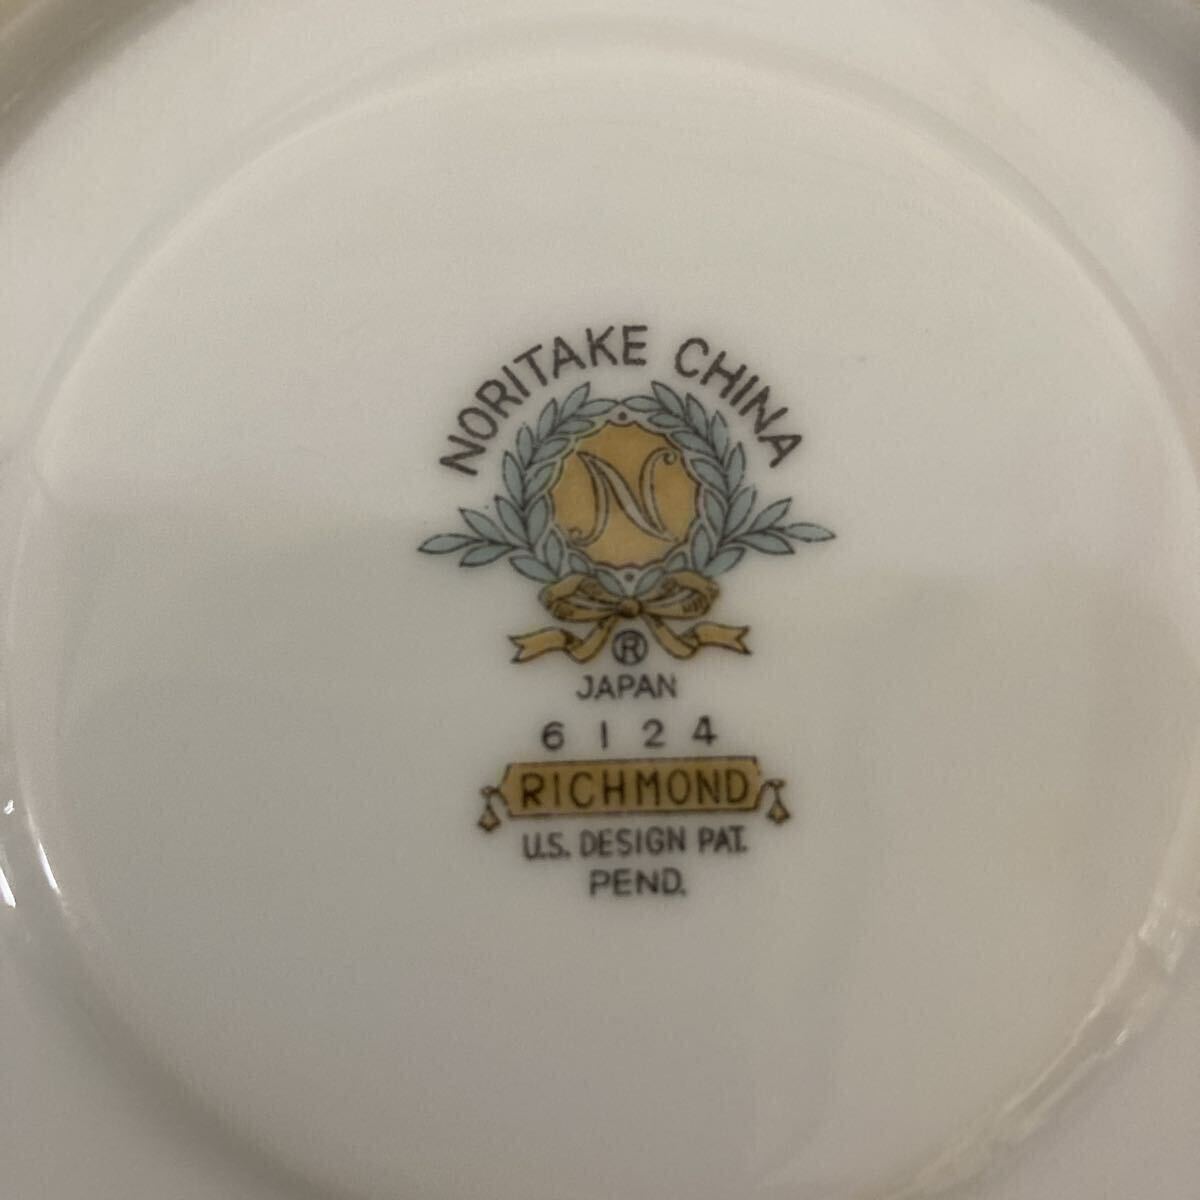 NORITAKE CHINA
N
®
JAPAN
6124
RICHMOND
U.S. DESIGN PAT.
PEND.